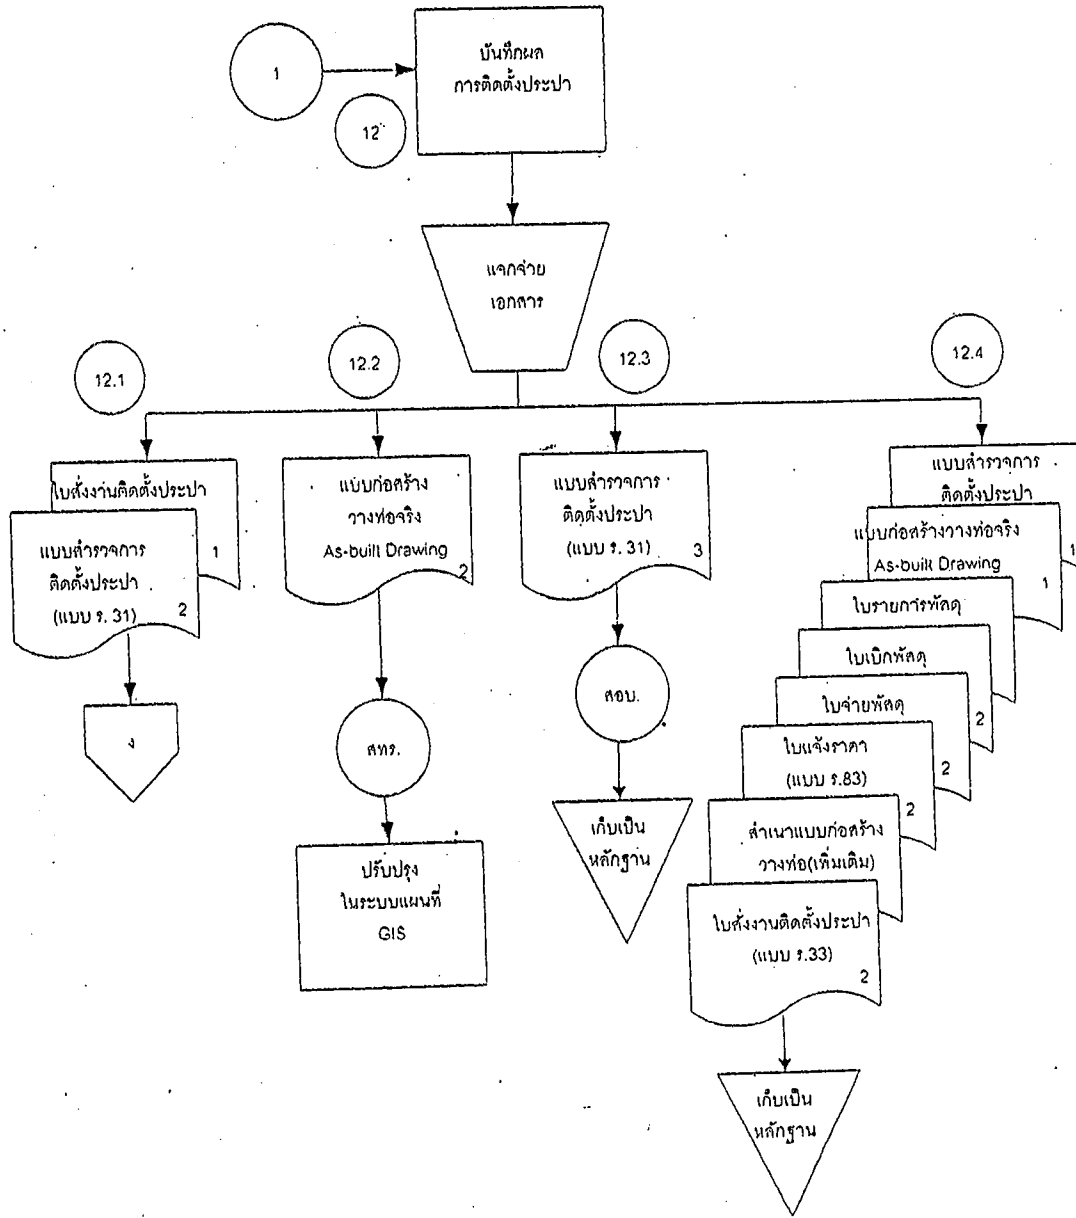 1
12
บันทึกผล
การติดตั้งประปา
แจกจ่าย
เอกสาร
12.1
12.2
12.3
12.4
ใบสั่งงานติดตั้งประปา
1
แบบสำรวจการ
ติดตั้งประปา
(แบบ ร. 31)
2
ง
แบบก่อสร้าง
วางท่อจริง
As-built Drawing
2
สทร.
ปรับปรุง
ในระบบแผนที่
GIS
แบบสำรวจการ
ติดตั้งประปา
(แบบ ร. 31)
3
สอบ.
เก็บเป็น
หลักฐาน
แบบสำรวจการ
ติดตั้งประปา
1
แบบก่อสร้างวางท่อจริง
As-built Drawing
1
ใบรายการพัสดุ
ใบเบิกพัสดุ
2
ใบจ่ายพัสดุ
2
ใบแจ้งราคา
(แบบ ร.83)
2
สำเนาแบบก่อสร้าง
วางท่อ(เพิ่มเติม)
ใบสั่งงานติดตั้งประปา
(แบบ ร.33)
2
เก็บเป็น
หลักฐาน